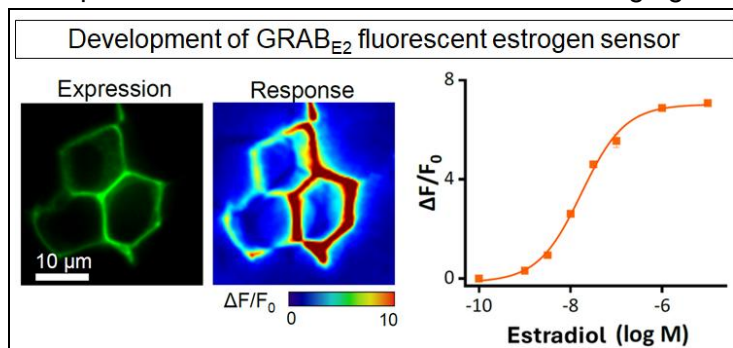 Development of GRABE2 fluorescent estrogen sensor
Expression
Response
10 µm
ΔF/F0
0
10
ΔF/F0
8
4
0
-10
-8
-6
Estradiol (log M)